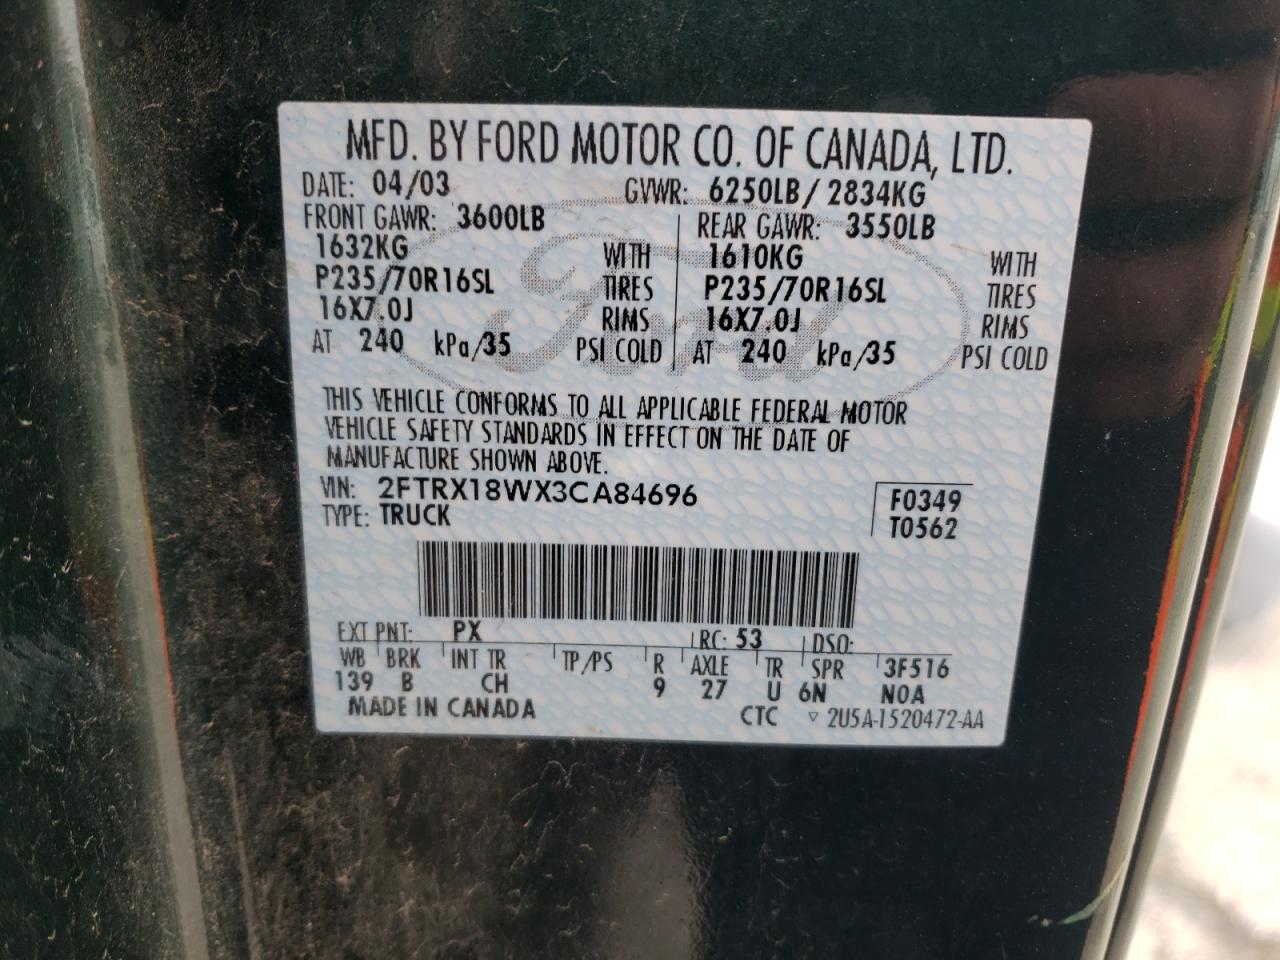 MFD. BY FORD MOTOR CO. OF CANADA, LTD.
DATE: 04/03 GVWR: 6250LB/ 2834KG
FRONT GAWR: 3600LB REAR GAWR: 3550LB
1632KG WITH 1610KG WITH
P235/70R16SL TIRES P235/70R16SL TIRES
16X7.0J RIMS 16X7.0J RIMS
AT 240 kPa/35 PSI COLD AT 240 kPa/35 PSI COLD
Ford
THIS VEHICLE CONFORMS TO ALL APPLICABLE FEDERAL MOTOR
VEHICLE SAFETY STANDARDS IN EFFECT ON THE DATE OF
MANUFACTURE SHOWN ABOVE.
VIN: 2FTRX18WX3CA84696 F0349
TYPE: TRUCK T0562
EXT PNT: PX RC: 53 DSO:
WB BRK INT TR TP/PS R AXLE TR SPR 3F516
139 B CH 9 27 U 6N NOA
MADE IN CANADA CTC ▽ 2U5A-1520472-AA